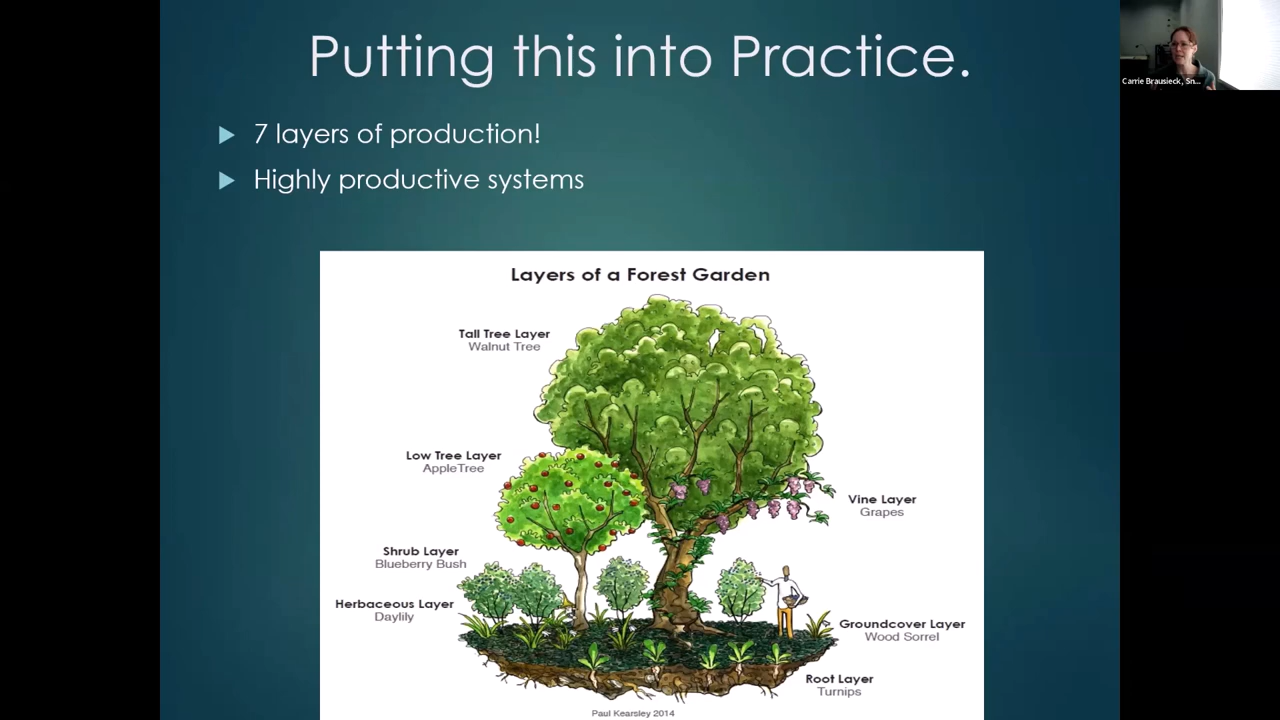 Putting this into Practice.
7 layers of production!
Highly productive systems
Layers of a Forest Garden
Tall Tree Layer
Walnut Tree
Low Tree Layer
AppleTree
Vine Layer
Grapes
Shrub Layer
Blueberry Bush
Herbaceous Layer
Daylily
Groundcover Layer
Wood Sorrel
Root Layer
Turnips
Paul Kearsley 2014
Carrie Brausieck, Sn...